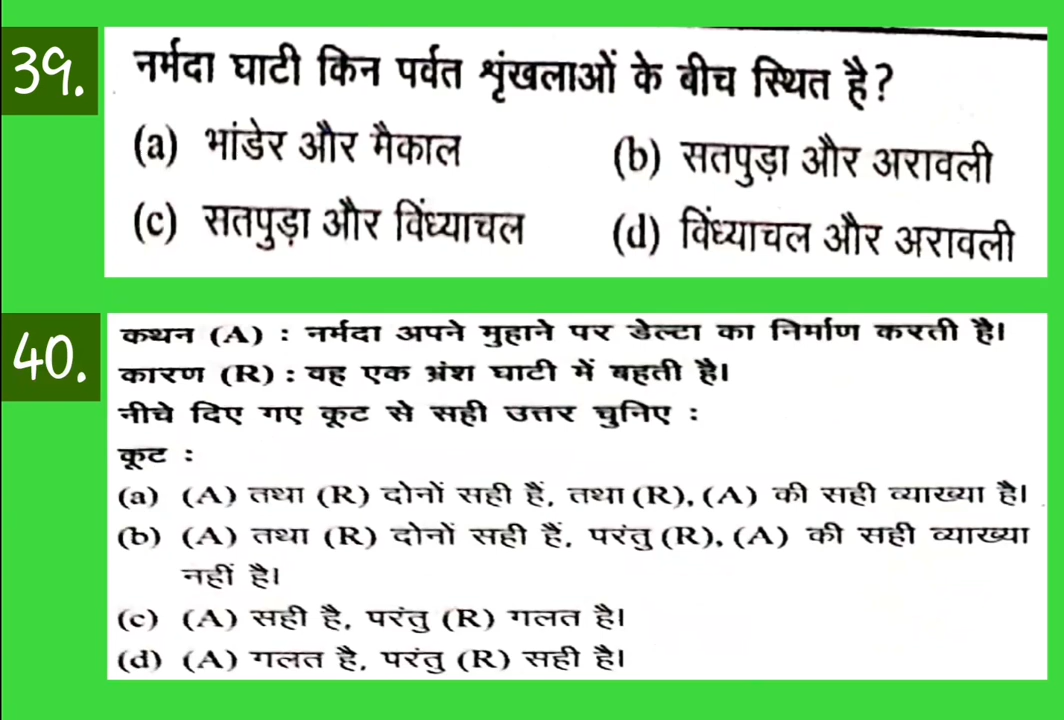 39.
नर्मदा घाटी किन पर्वत शृंखलाओं के बीच स्थित है?
(a) भांडेर और मैकाल (b) सतपुड़ा और अरावली
(c) सतपुड़ा और विंध्याचल (d) विंध्याचल और अरावली
40.
कथन (A) : नर्मदा अपने मुहाने पर डेल्टा का निर्माण करती है।
कारण (R) : यह एक भ्रंश घाटी में बहती है।
नीचे दिए गए कूट से सही उत्तर चुनिए :
कूट :
(a) (A) तथा (R) दोनों सही हैं, तथा (R), (A) की सही व्याख्या है।
(b) (A) तथा (R) दोनों सही हैं, परंतु (R), (A) की सही व्याख्या
नहीं है।
(c) (A) सही है, परंतु (R) गलत है।
(d) (A) गलत है, परंतु (R) सही है।